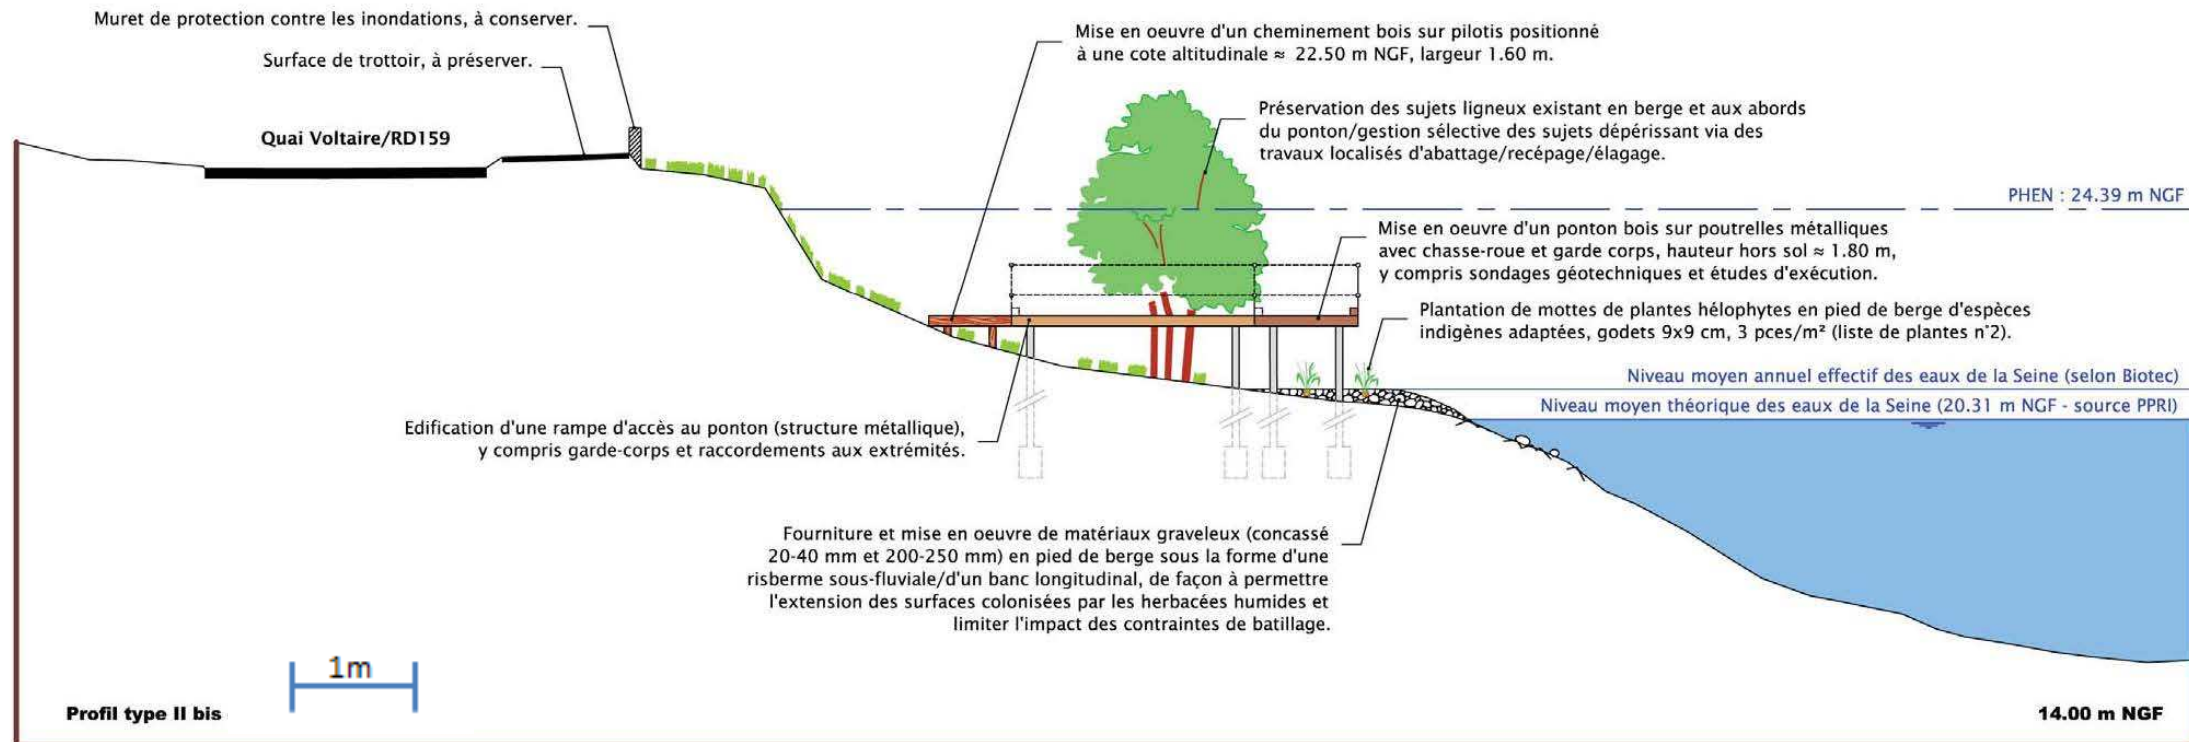 Muret de protection contre les inondations, à conserver.
Surface de trottoir, à préserver.
Quai Voltaire/RD159
Mise en oeuvre d'un cheminement bois sur pilotis positionné
à une cote altitudinale ≈ 22.50 m NGF, largeur 1.60 m.
Préservation des sujets ligneux existant en berge et aux abords
du ponton/gestion sélective des sujets dépérissant via des
travaux localisés d'abattage/recépage/élagage.
PHEN : 24.39 m NGF
Mise en oeuvre d'un ponton bois sur poutrelles métalliques
avec chasse-roue et garde corps, hauteur hors sol ≈ 1.80 m,
y compris sondages géotechniques et études d'exécution.
Plantation de mottes de plantes hélophytes en pied de berge d'espèces
indigènes adaptées, godets 9x9 cm, 3 pces/m² (liste de plantes n°2).
Niveau moyen annuel effectif des eaux de la Seine (selon Biotec)
Niveau moyen théorique des eaux de la Seine (20.31 m NGF - source PPRI)
Edification d'une rampe d'accès au ponton (structure métallique),
y compris garde-corps et raccordements aux extrémités.
Fourniture et mise en oeuvre de matériaux graveleux (concassé
20-40 mm et 200-250 mm) en pied de berge sous la forme d'une
risberme sous-fluviale/d'un banc longitudinal, de façon à permettre
l'extension des surfaces colonisées par les herbacées humides et
limiter l'impact des contraintes de batillage.
1m
Profil type II bis
14.00 m NGF